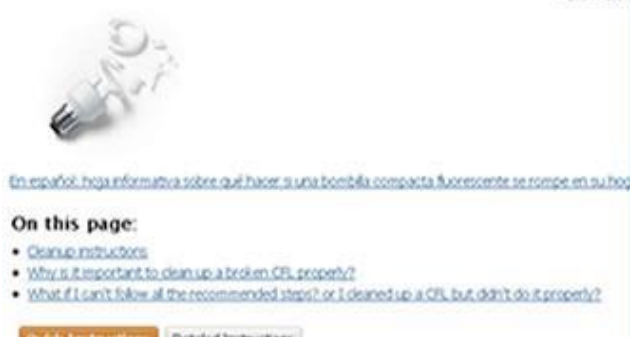 En español: hoja informativa sobre qué hacer si una bombilla compacta fluorescente se rompe en su hog
On this page:
• Cleanup instructions
• Why is it important to clean up a broken CFL properly?
• What if I can't follow all the recommended steps? or I cleaned up a CFL but didn't do it properly?